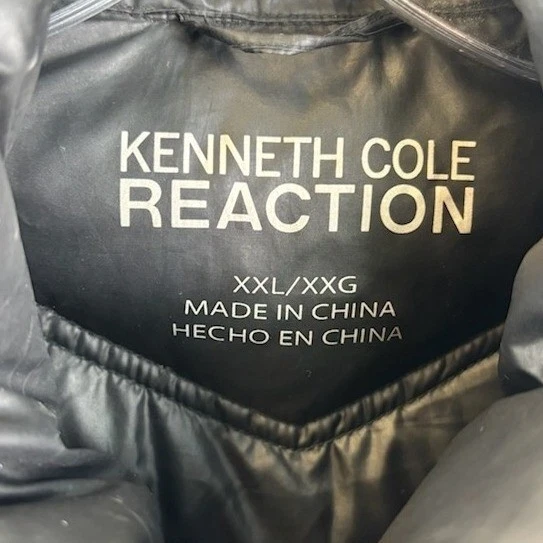 KENNETH COLE
REACTION
XXL/XXG
MADE IN CHINA
HECHO EN CHINA